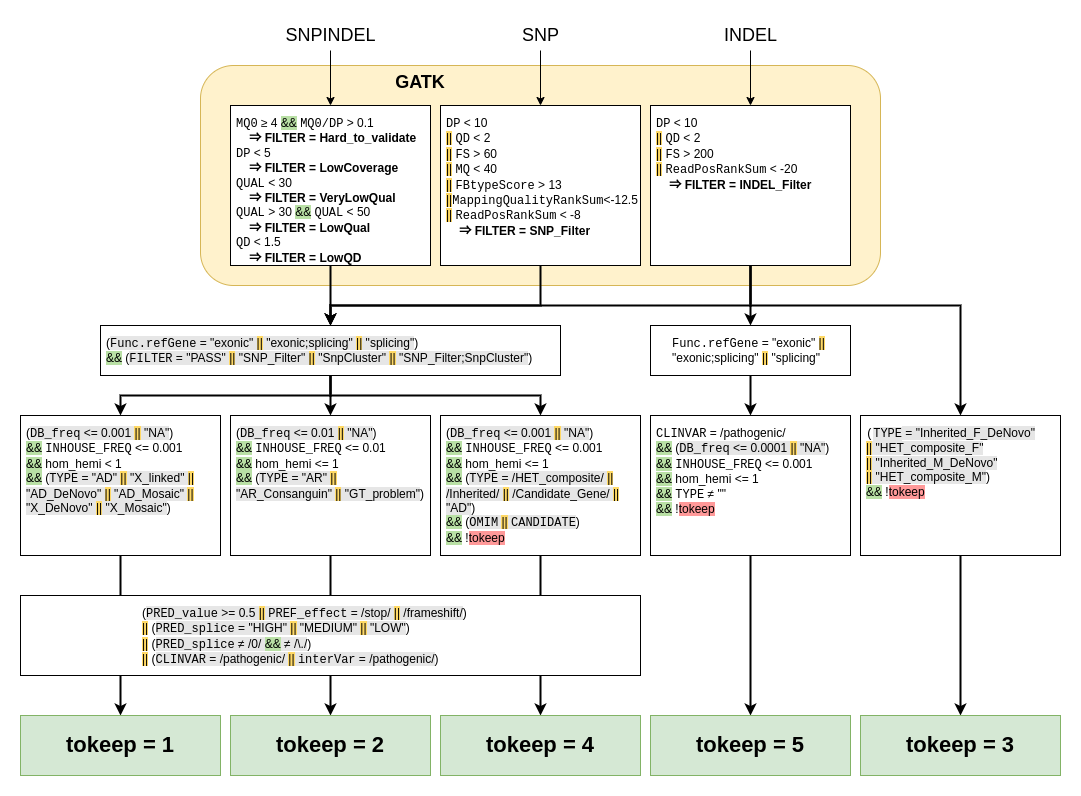 SNPINDEL
SNP
INDEL
GATK
MQ0 ≥ 4 && MQ0/DP > 0.1
⇒ FILTER = Hard_to_validate
DP < 5
⇒ FILTER = LowCoverage
QUAL < 30
⇒ FILTER = VeryLowQual
QUAL > 30 && QUAL < 50
⇒ FILTER = LowQual
QD < 1.5
⇒ FILTER = LowQD
DP < 10
|| QD < 2
|| FS > 60
|| MQ < 40
|| FBtypeScore > 13
||MappingQualityRankSum<-12.5
|| ReadPosRankSum < -8
⇒ FILTER = SNP_Filter
DP < 10
|| QD < 2
|| FS > 200
|| ReadPosRankSum < -20
⇒ FILTER = INDEL_Filter
(Func.refGene = "exonic" || "exonic;splicing" || "splicing")
&& (FILTER = "PASS" || "SNP_Filter" || "SnpCluster" || "SNP_Filter;SnpCluster")
Func.refGene = "exonic" ||
"exonic;splicing" || "splicing"
(DB_freq <= 0.001 || "NA")
&& INHOUSE_FREQ <= 0.001
&& hom_hemi < 1
&& (TYPE = "AD" || "X_linked" ||
"AD_DeNovo" || "AD_Mosaic" ||
"X_DeNovo" || "X_Mosaic")
(DB_freq <= 0.01 || "NA")
&& INHOUSE_FREQ <= 0.01
&& hom_hemi <= 1
&& (TYPE = "AR" ||
"AR_Consanguin" || "GT_problem")
(DB_freq <= 0.001 || "NA")
&& INHOUSE_FREQ <= 0.001
&& hom_hemi <= 1
&& (TYPE = /HET_composite/ ||
/Inherited/ || /Candidate_Gene/ ||
"AD")
&& (OMIM || CANDIDATE)
&& !tokeep
CLINVAR = /pathogenic/
&& (DB_freq <= 0.0001 || "NA")
&& INHOUSE_FREQ <= 0.001
&& hom_hemi <= 1
&& TYPE ≠ ""
&& !tokeep
(TYPE = "Inherited_F_DeNovo"
|| "HET_composite_F"
|| "Inherited_M_DeNovo"
|| "HET_composite_M")
&& !tokeep
(PRED_value >= 0.5 || PREF_effect = /stop/ || /frameshift/)
|| (PRED_splice = "HIGH" || "MEDIUM" || "LOW")
|| (PRED_splice ≠ /0/ && ≠ /\./)
|| (CLINVAR = /pathogenic/ || interVar = /pathogenic/)
tokeep = 1
tokeep = 2
tokeep = 4
tokeep = 5
tokeep = 3